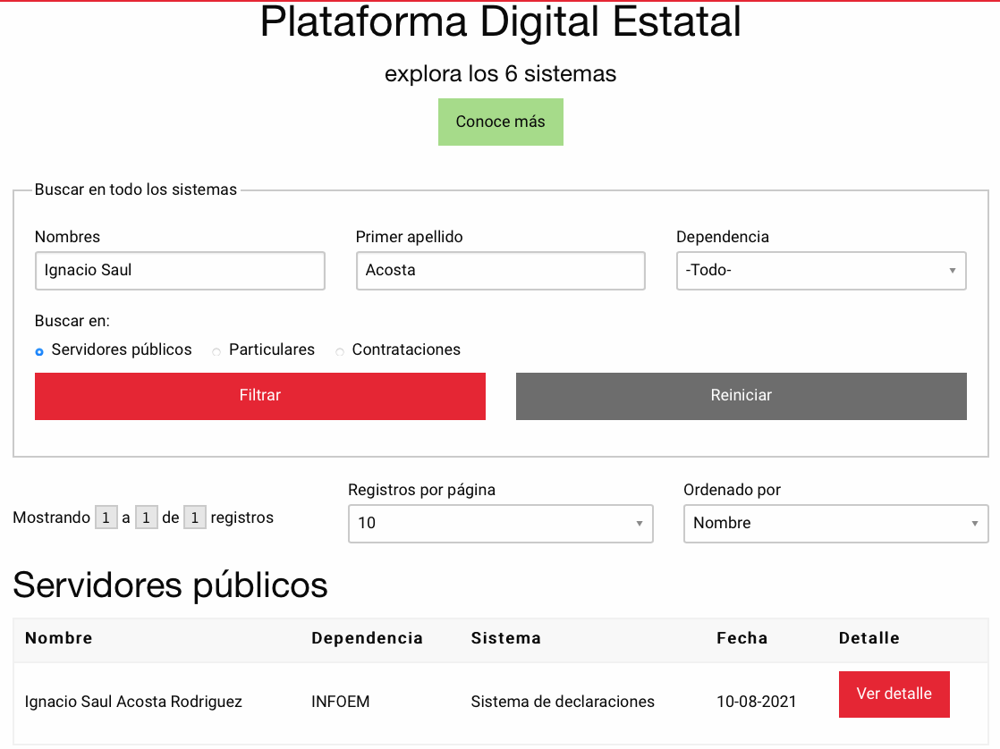 Plataforma Digital Estatal
explora los 6 sistemas
Conoce más
Buscar en todo los sistemas
Nombres Primer apellido Dependencia
Ignacio Saul Acosta -Todo-
Buscar en:
Servidores públicos Particulares Contrataciones
Filtrar Reiniciar
Registros por página Ordenado por
Mostrando 1 a 1 de 1 registros 10 Nombre
Servidores públicos
Nombre Dependencia Sistema Fecha Detalle
Ignacio Saul Acosta Rodriguez INFOEM Sistema de declaraciones 10-08-2021 Ver detalle